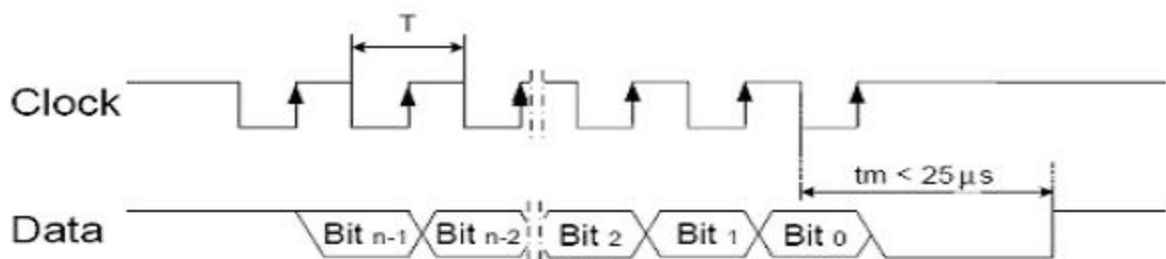 T
Clock
tm < 25 μs
Data Bit n-1 Bit n-2 Bit 2 Bit 1 Bit 0